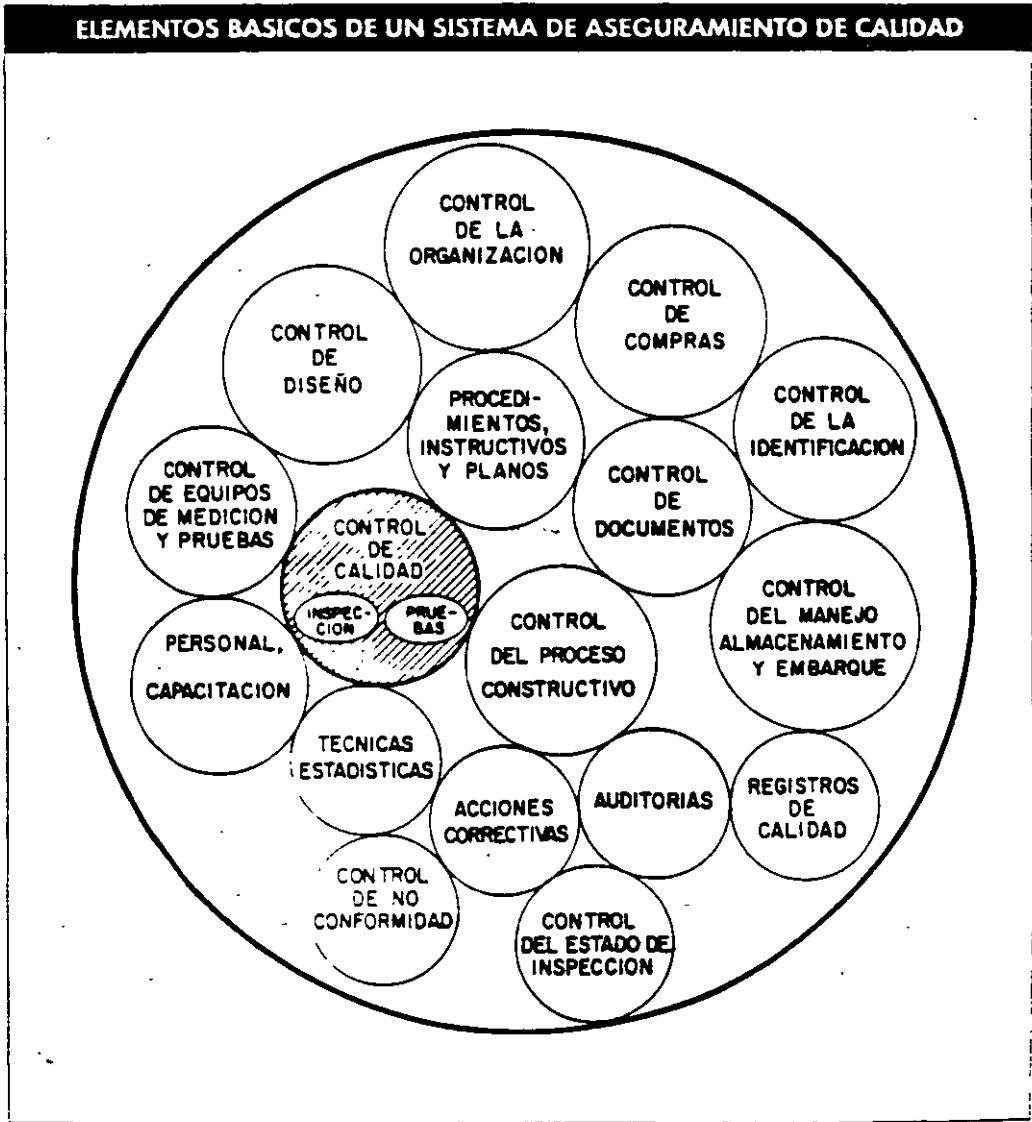 ELEMENTOS BASICOS DE UN SISTEMA DE ASEGURAMIENTO DE CALIDAD
CONTROL
DE LA
ORGANIZACION
CONTROL
DE
COMPRAS
CONTROL
DE
DISEÑO
CONTROL
DE LA
IDENTIFICACION
PROCEDI-
MIENTOS,
INSTRUCTIVOS
Y PLANOS
CONTROL
DE EQUIPOS
DE MEDICION
Y PRUEBAS
CONTROL
DE
DOCUMENTOS
CONTROL
DE
CALIDAD
INSPEC-
CION
PRUE-
BAS
CONTROL
DEL MANEJO
ALMACENAMIENTO
Y EMBARQUE
CONTROL
DEL PROCESO
CONSTRUCTIVO
PERSONAL,
CAPACITACION
TECNICAS
ESTADISTICAS
ACCIONES
CORRECTIVAS
AUDITORIAS
REGISTROS
DE
CALIDAD
CONTROL
DE NO
CONFORMIDAD
CONTROL
DEL ESTADO DE
INSPECCION